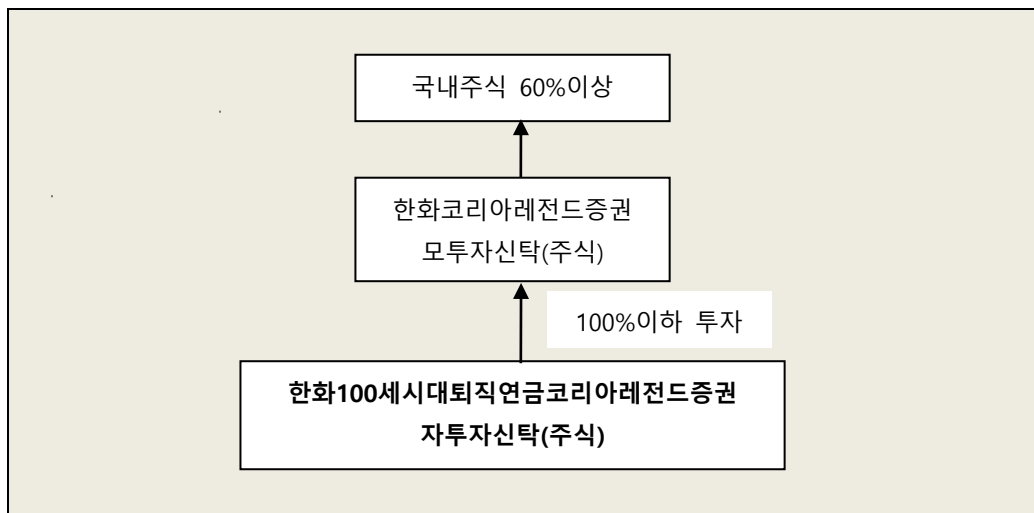 국내주식 60%이상
한화코리아레전드증권
모투자신탁(주식)
100%이하 투자
한화100세시대퇴직연금코리아레전드증권
자투자신탁(주식)